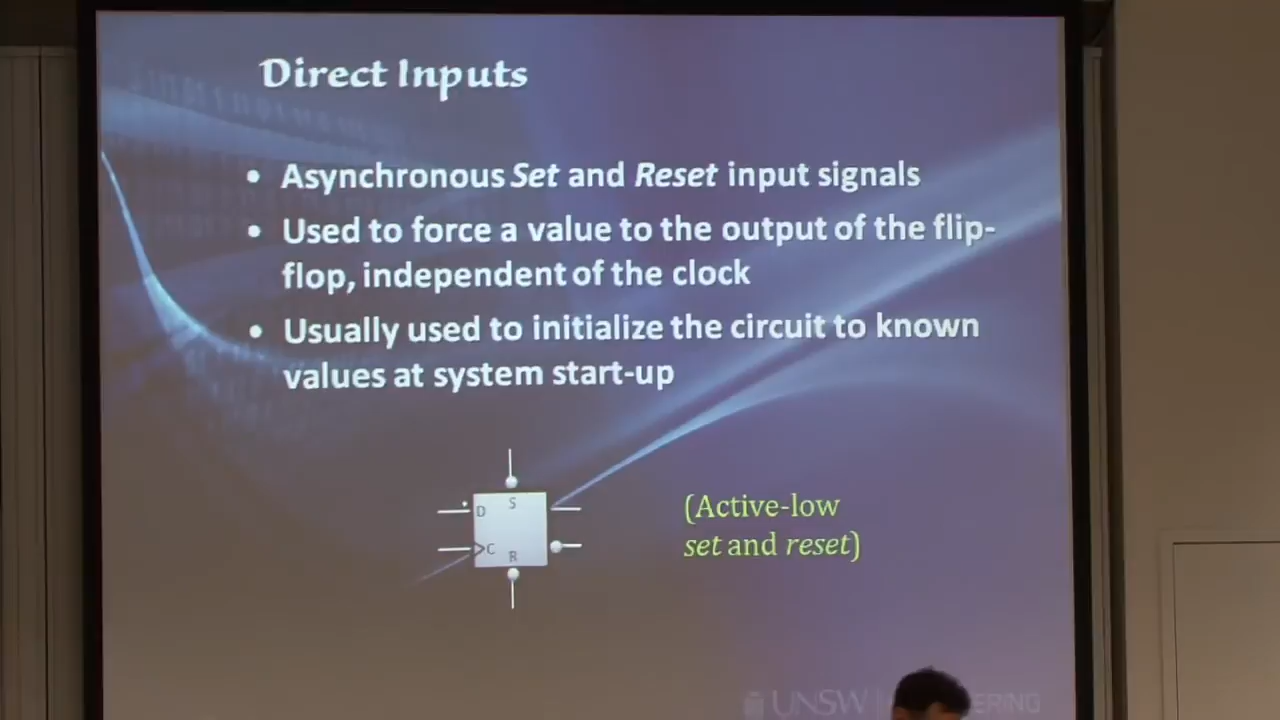 Direct Inputs
• Asynchronous Set and Reset input signals
• Used to force a value to the output of the flip-
flop, independent of the clock
• Usually used to initialize the circuit to known
values at system start-up
S
D
C
R
(Active-low
set and reset)
UNSW
ERING